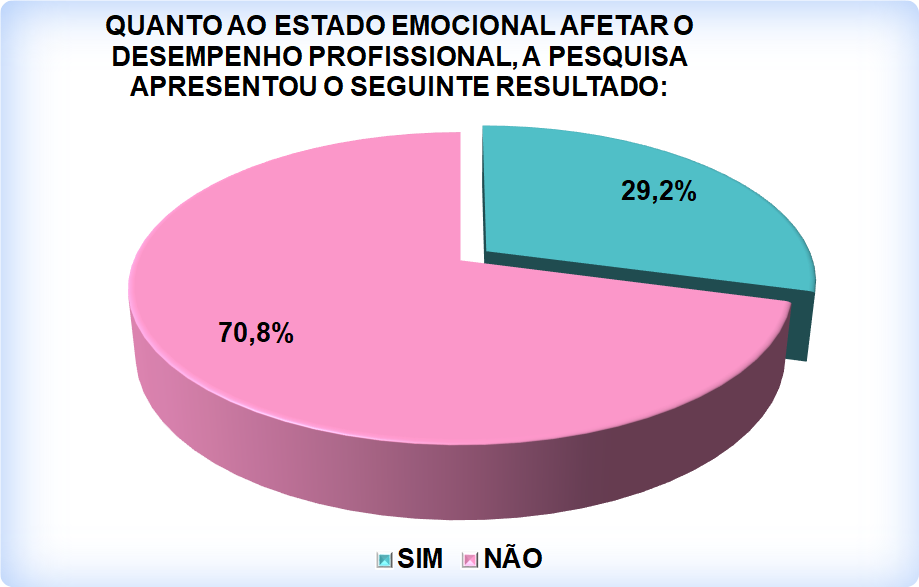 QUANTO AO ESTADO EMOCIONAL AFETAR O
DESEMPENHO PROFISSIONAL, A PESQUISA
APRESENTOU O SEGUINTE RESULTADO:
29,2%
70,8%
SIM NÃO